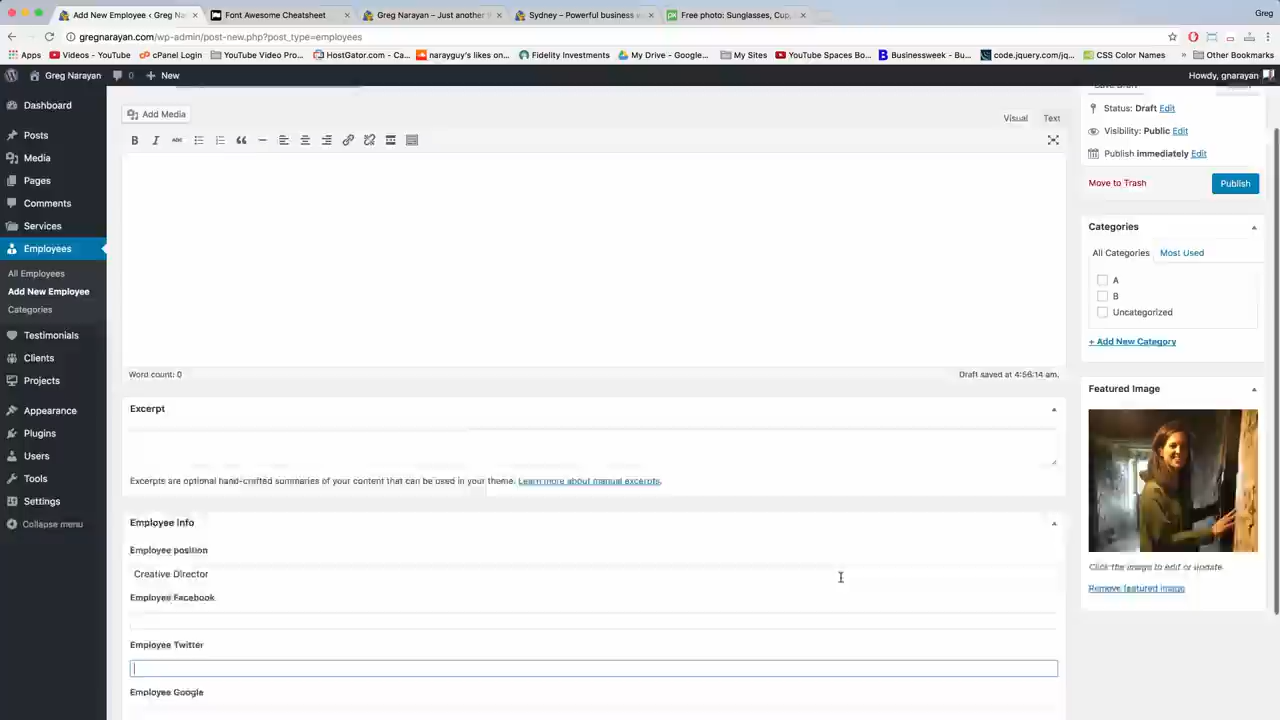 Add New Employee ‹ Greg Nar
Font Awesome Cheatsheet
Greg Narayan – Just another
Sydney – Powerful business
Free photo: Sunglasses, Cup,
Greg
gregnarayan.com/wp-admin/post-new.php?post_type=employees
Apps
Videos - YouTube
cPanel Login
YouTube Video Pro...
HostGator.com - Ca...
narayguy's likes on...
Fidelity Investments
My Drive - Google...
My Sites
YouTube Spaces Bo...
Businessweek - Bu...
code.jquery.com/jq...
CSS Color Names
Other Bookmarks
Greg Narayan
0
New
Howdy, gnarayan
Dashboard
Posts
Media
Pages
Comments
Services
Employees
All Employees
Add New Employee
Categories
Testimonials
Clients
Projects
Appearance
Plugins
Users
Tools
Settings
Collapse menu
Add Media
Visual
Text
B I ABC
Word count: 0
Draft saved at 4:56:14 am.
Excerpt
Excerpts are optional hand-crafted summaries of your content that can be used in your theme. Learn more about manual excerpts.
Employee Info
Employee position
Creative Director
Employee Facebook
Employee Twitter
Employee Google
Status: Draft Edit
Visibility: Public Edit
Publish immediately Edit
Move to Trash
Publish
Categories
All Categories
Most Used
A
B
Uncategorized
+ Add New Category
Featured Image
Click the image to edit or update.
Remove featured image